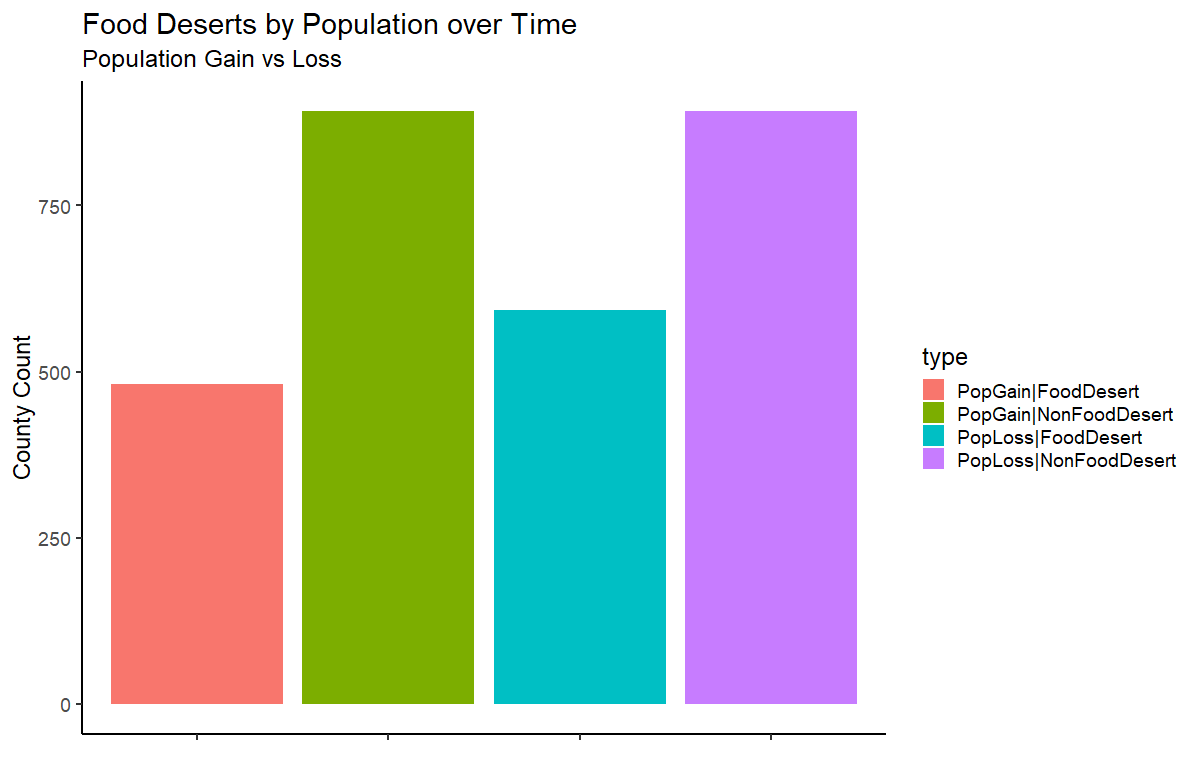 Food Deserts by Population over Time
Population Gain vs Loss
County Count
750
500
250
0
type
PopGain|FoodDesert
PopGain|NonFoodDesert
PopLoss|FoodDesert
PopLoss|NonFoodDesert